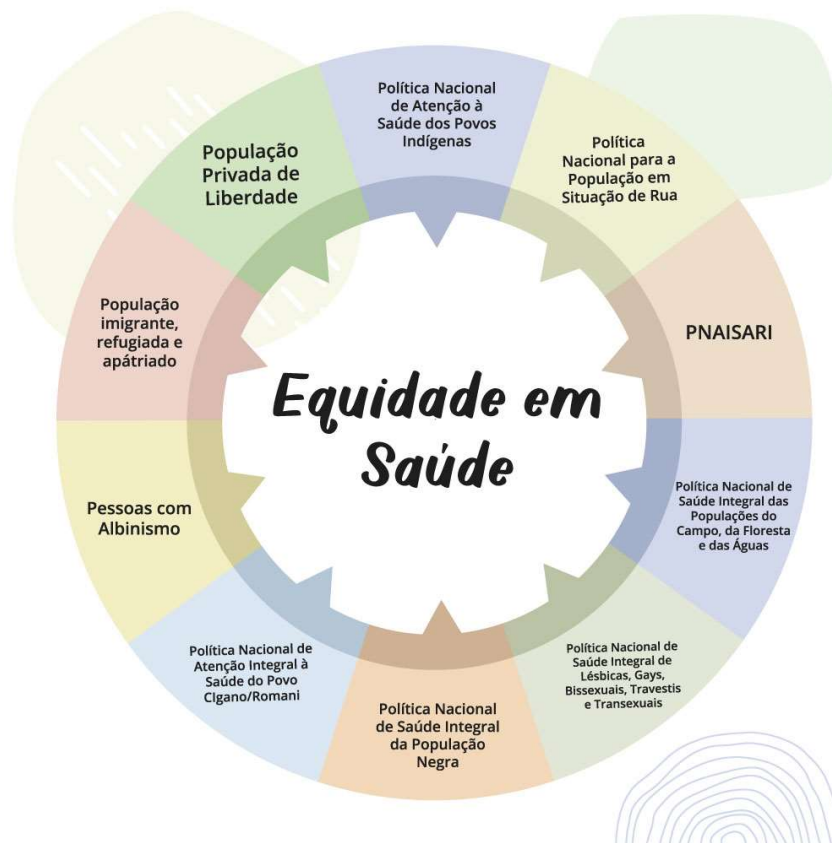 Política Nacional
de Atenção à
Saúde dos Povos
Indígenas
Política
Nacional para a
População em
Situação de Rua
PNAISARI
Política Nacional de
Saúde Integral das
Populações do
Campo, da Floresta
e das Águas
Política Nacional de
Saúde Integral de
Lésbicas, Gays,
Bissexuais, Travestis
e Transexuais
Política Nacional
de Saúde Integral
da População
Negra
Política Nacional de
Atenção Integral à
Saúde do Povo
CIgano/Romani
Pessoas com
Albinismo
População
imigrante,
refugiada e
apátriado
População
Privada de
Liberdade
Equidade em
Saúde